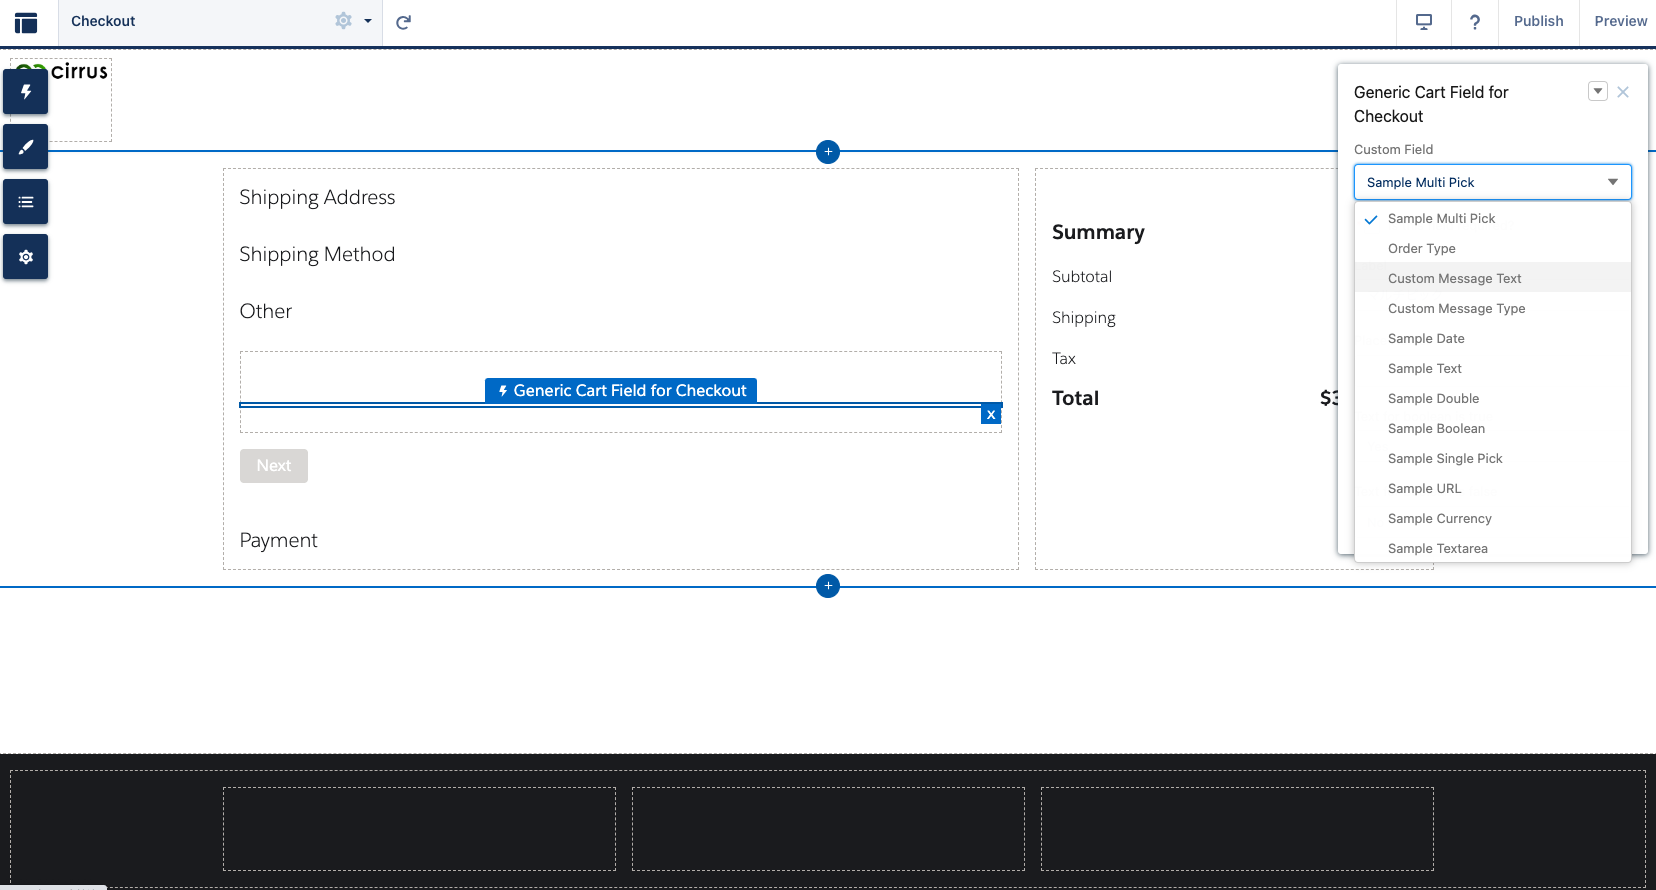 Checkout
?
Publish
Preview
cirrus
Generic Cart Field for
Checkout
Custom Field
Sample Multi Pick
Sample Multi Pick
Order Type
Custom Message Text
Custom Message Type
Sample Date
Sample Text
Sample Double
Sample Boolean
Sample Single Pick
Sample URL
Sample Currency
Sample Textarea
+
Shipping Address
Shipping Method
Other
Generic Cart Field for Checkout
x
Next
Payment
Summary
Subtotal
Shipping
Tax
Total
$3
+